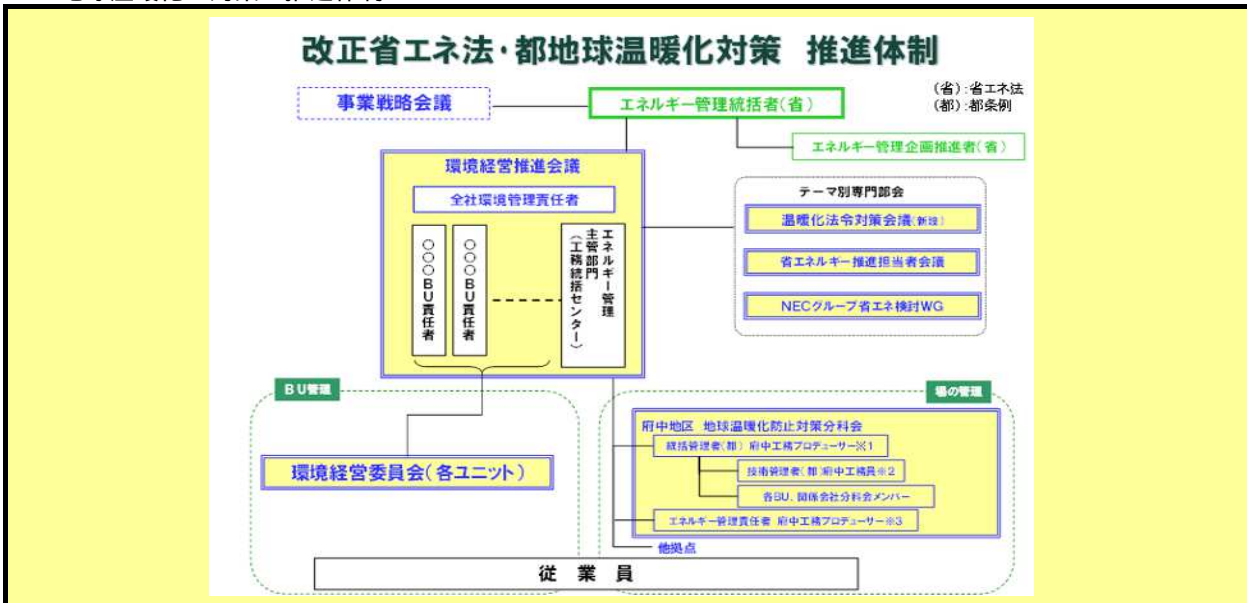 改正省エネ法・都地球温暖化対策 推進体制
(省):省エネ法
(都):都条例
事業戦略会議
エネルギー管理統括者(省)
エネルギー管理企画推進者(省)
環境経営推進会議
全社環境管理責任者
○○○BU責任者
○○○BU責任者
エネルギー管理
主管部門
(工務統括センター)
テーマ別専門部会
温暖化法令対策会議(新設)
省エネルギー推進担当者会議
NECグループ省エネ検討WG
BU管理
環境経営委員会(各ユニット)
場の管理
府中地区 地球温暖化防止対策分科会
統括管理者(都) 府中工務プロデューサー※1
技術管理者(都)府中工務員※2
各BU、関係会社分科会メンバー
エネルギー管理責任者 府中工務プロデューサー※3
他拠点
従業員